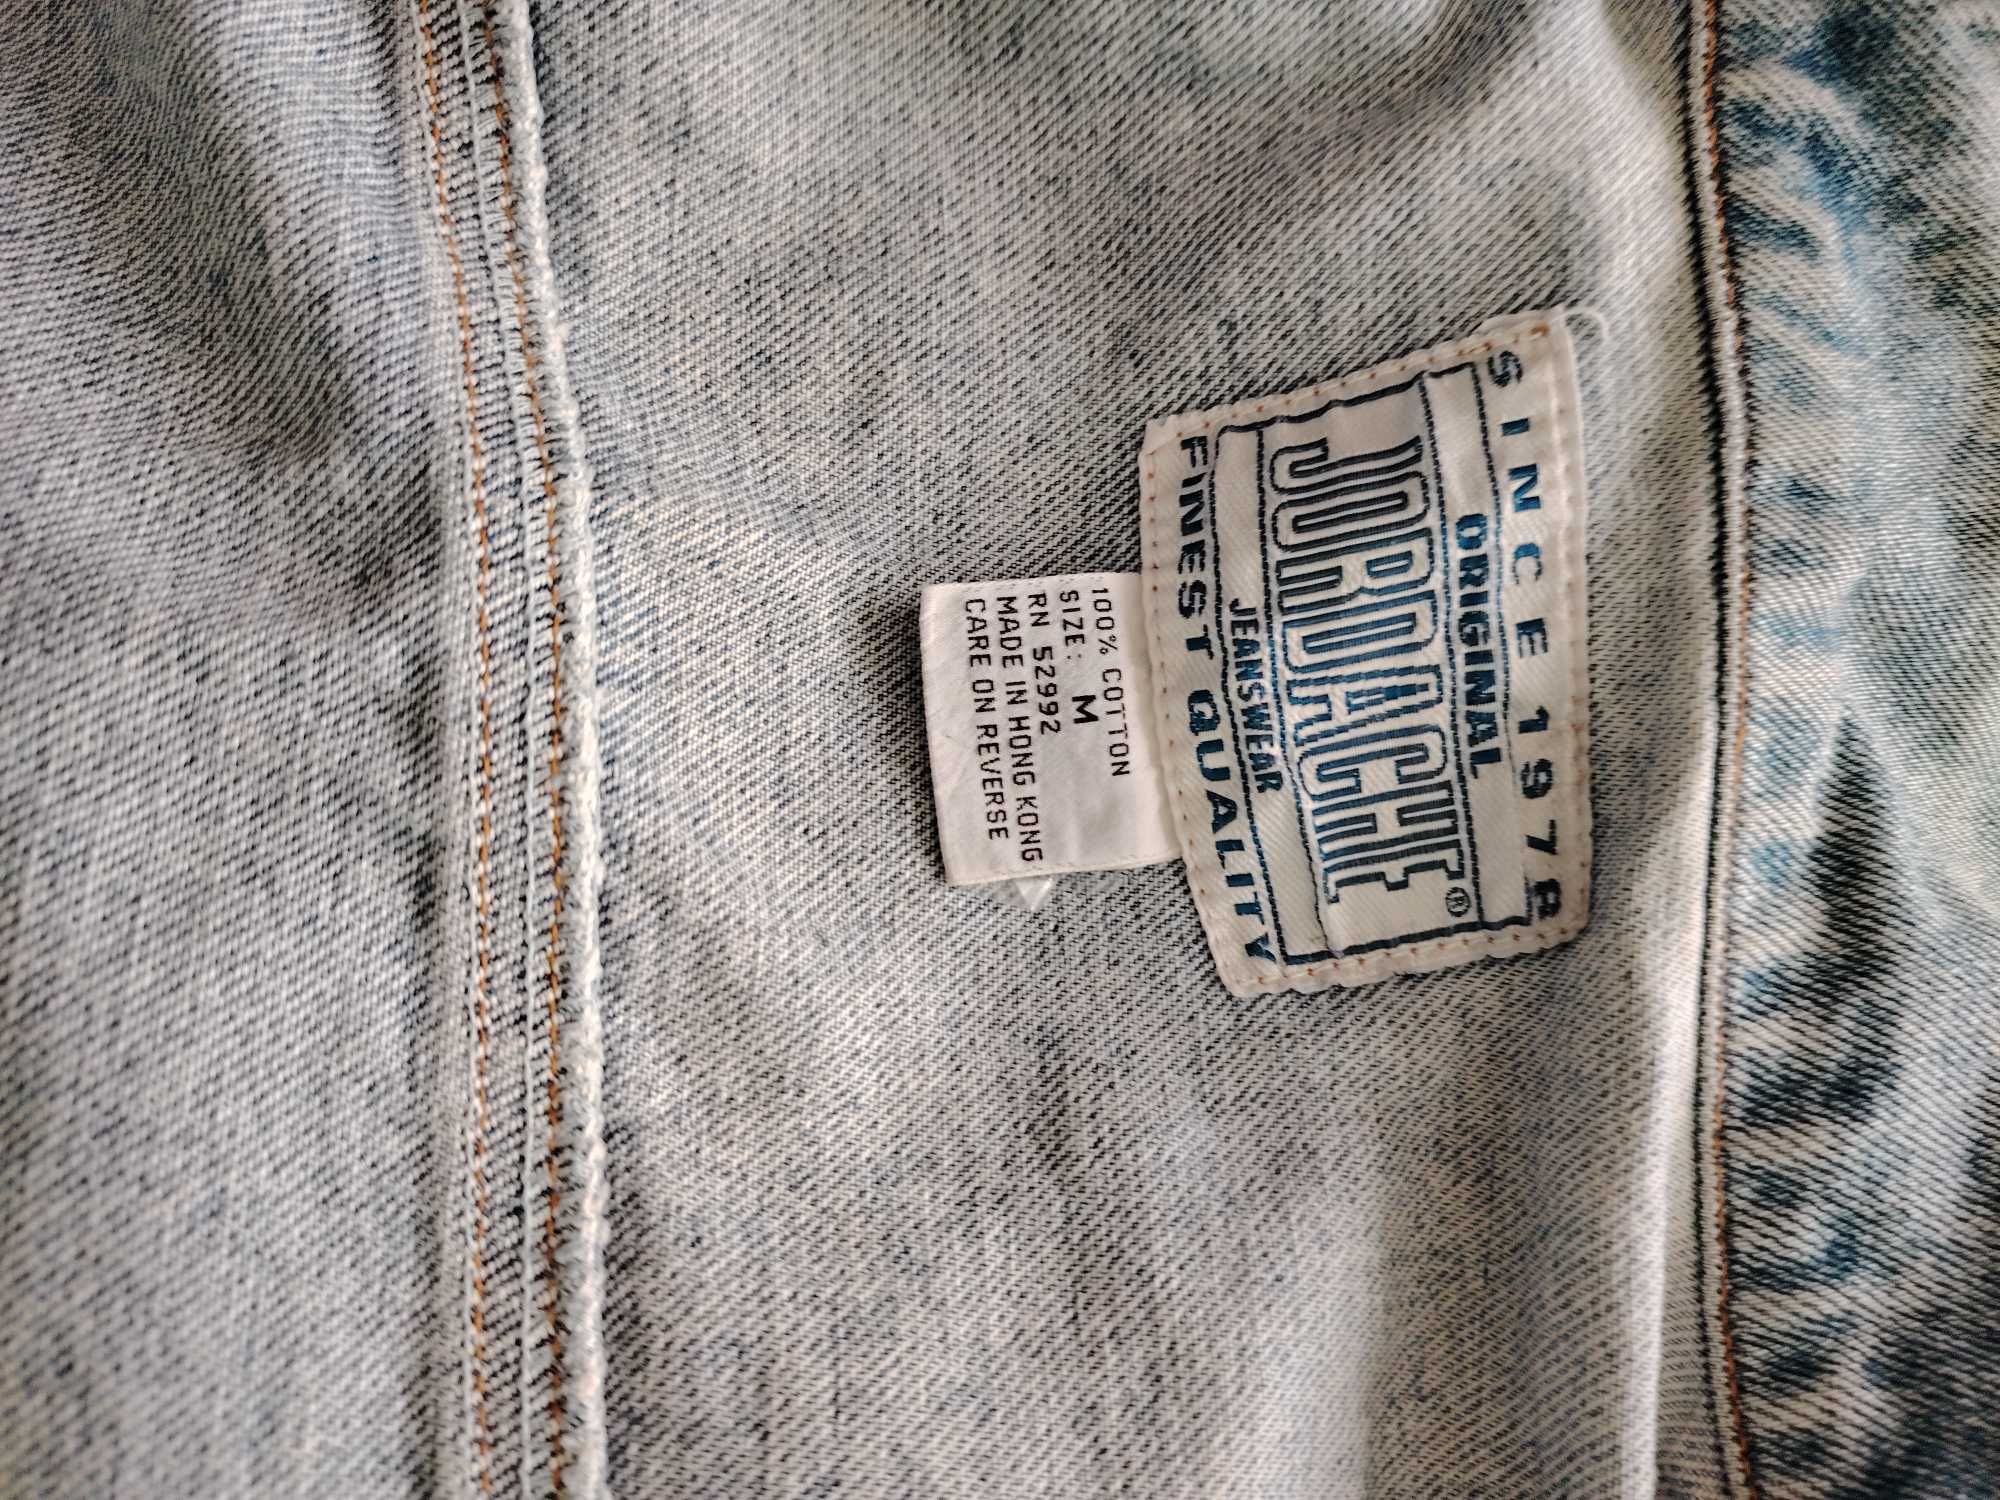 SINCE 1978
ORIGINAL
JORDACHE®
JEANSWEAR
FINEST QUALITY
100% COTTON
SIZE: M
RN 52992
MADE IN HONG KONG
CARE ON REVERSE